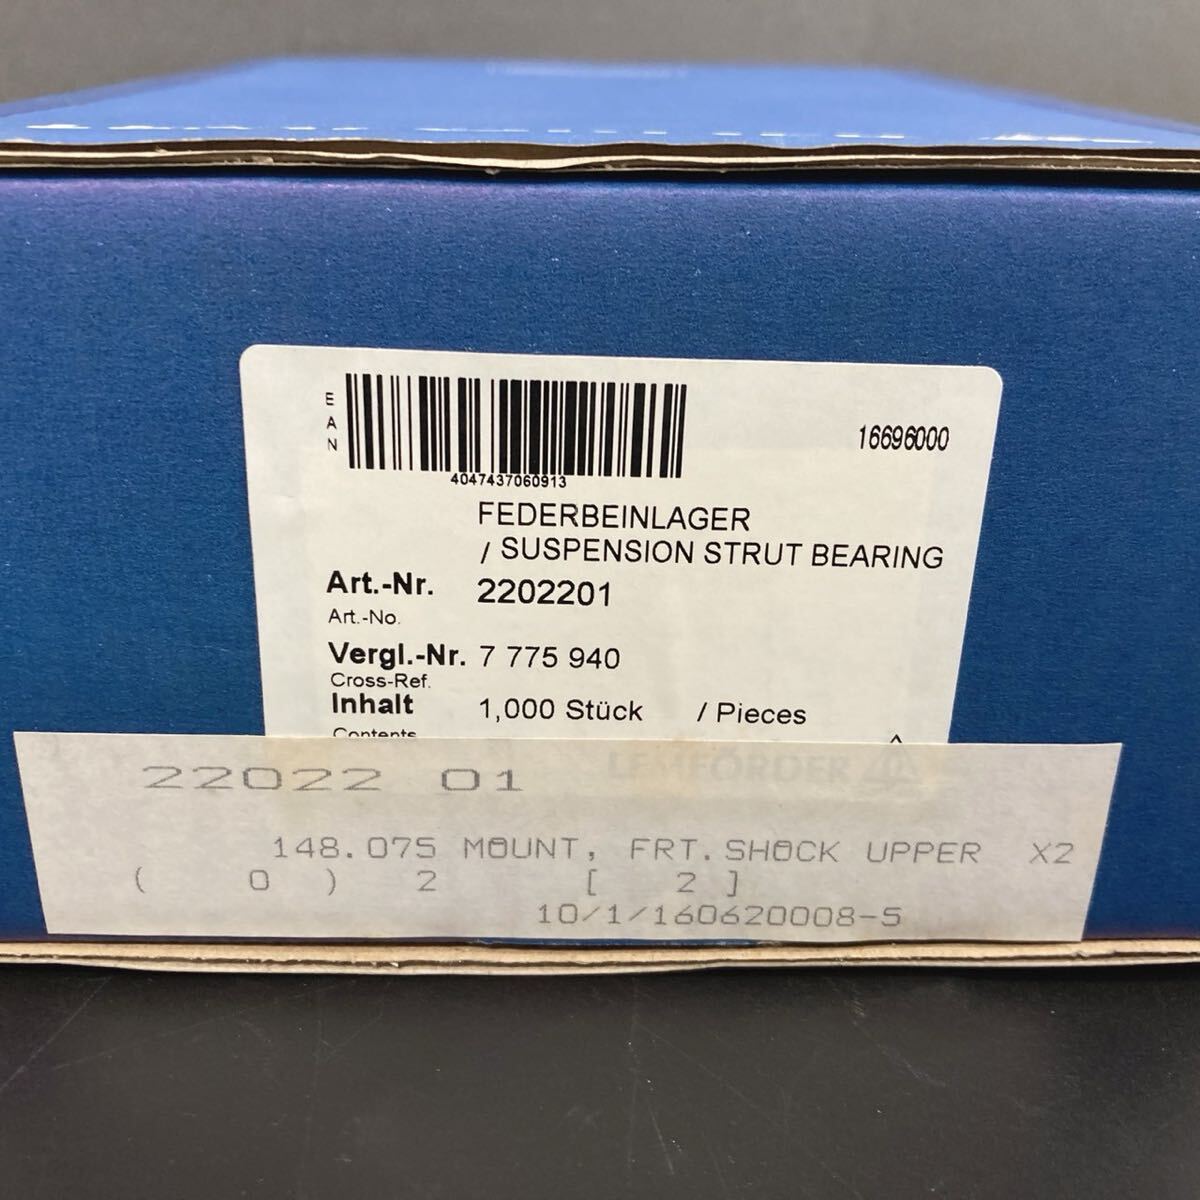 EAN
4047437060913
16696000
FEDERBEINLAGER
/ SUSPENSION STRUT BEARING
Art.-Nr. 2202201
Art.-No.
Vergl.-Nr. 7 775 940
Cross-Ref.
Inhalt 1,000 Stück / Pieces
Contents
LEMFÖRDER
22022 01
148.075 MOUNT, FRT.SHOCK UPPER X2
( 0 ) 2 [ 2 ]
10/1/160620008-5